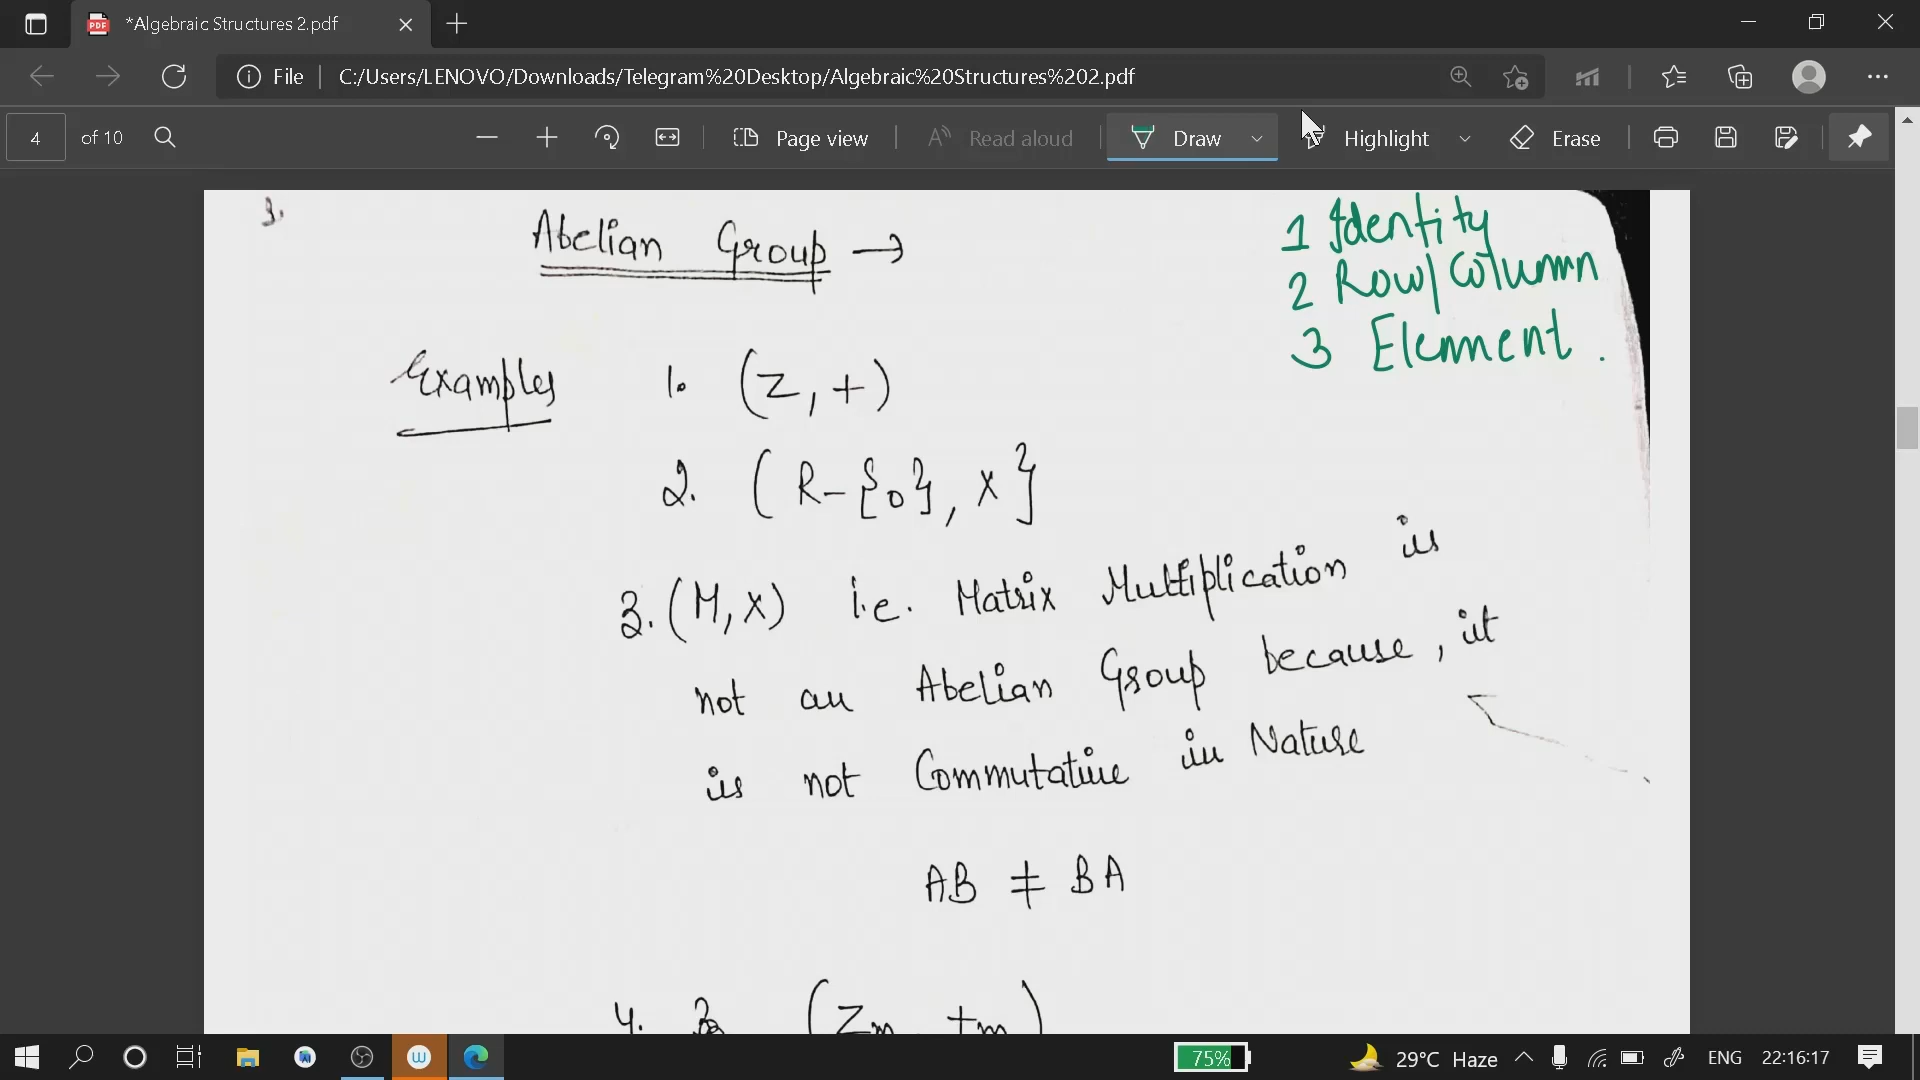 *Algebraic Structures 2.pdf
File
C:/Users/LENOVO/Downloads/Telegram%20Desktop/Algebraic%20Structures%202.pdf
4 of 10
Page view
Read aloud
Draw
Highlight
Erase
3.
Abelian Group →
1 Identity
2 Row/Column
3 Element.
Examples
1. (Z, +)
2. ( R-{0}, X }
3. (M, X) i.e. Matrix Multiplication is
not an Abelian Group because, it
is not Commutative in Nature
AB ≠ BA
4. (Zm, +m)
75%
29°C Haze
ENG
22:16:17